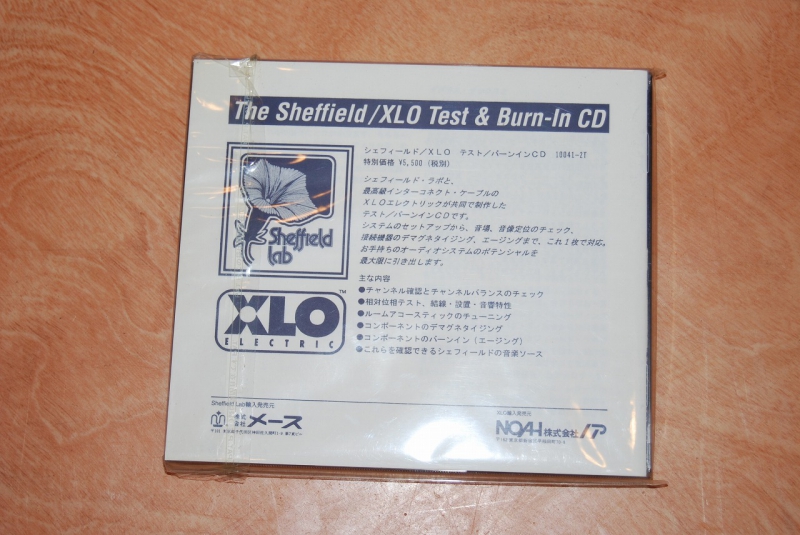 The Sheffield/XLO Test & Burn-In CD
シェフィールド/XLO テスト/バーンインCD 10041-2T
特別価格 ¥5,500 (税別)
シェフィールド・ラボと、
最高級インターコネクト・ケーブルの
XLOエレクトリックが共同で制作した
テスト/バーンインCDです。
システムのセットアップから、音場、音像定位のチェック、
接続機器のデマグネタイジング、エージングまで、これ1枚で対応。
お手持ちのオーディオシステムのポテンシャルを
最大限に引き出します。
Sheffield
lab
主な内容
●チャンネル確認とチャンネルバランスのチェック
●相対位相テスト、結線・設置・音響特性
●ルームアコースティックのチューニング
●コンポーネントのデマグネタイジング
●コンポーネントのバーンイン(エージング)
●これらを確認できるシェフィールドの音楽ソース
XLO TM
ELECTRIC
Sheffield Lab輸入発売元
株式会社 メース
XLO輸入発売元
NOAH株式会社